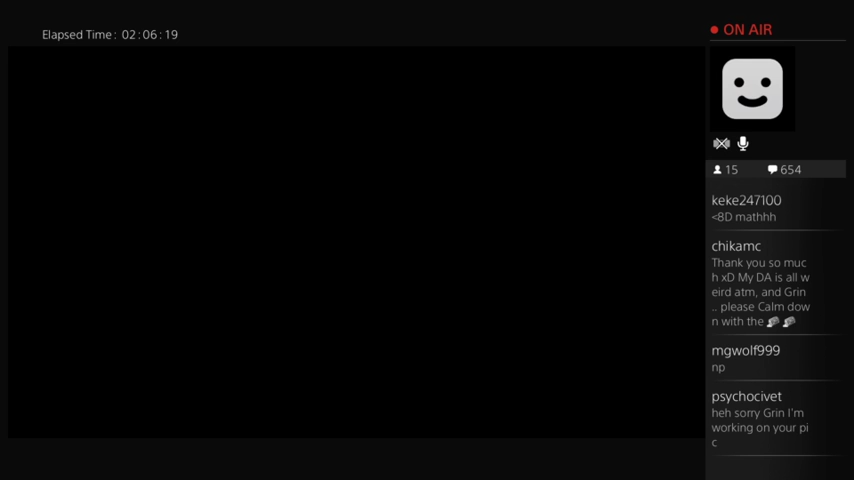 Elapsed Time: 02:06:19
ON AIR
15 654
keke247100
<8D mathhh
chikamc
Thank you so muc
h xD My DA is all w
eird atm, and Grin
.. please Calm dow
n with the
mgwolf999
np
psychocivet
heh sorry Grin I'm
working on your pi
c